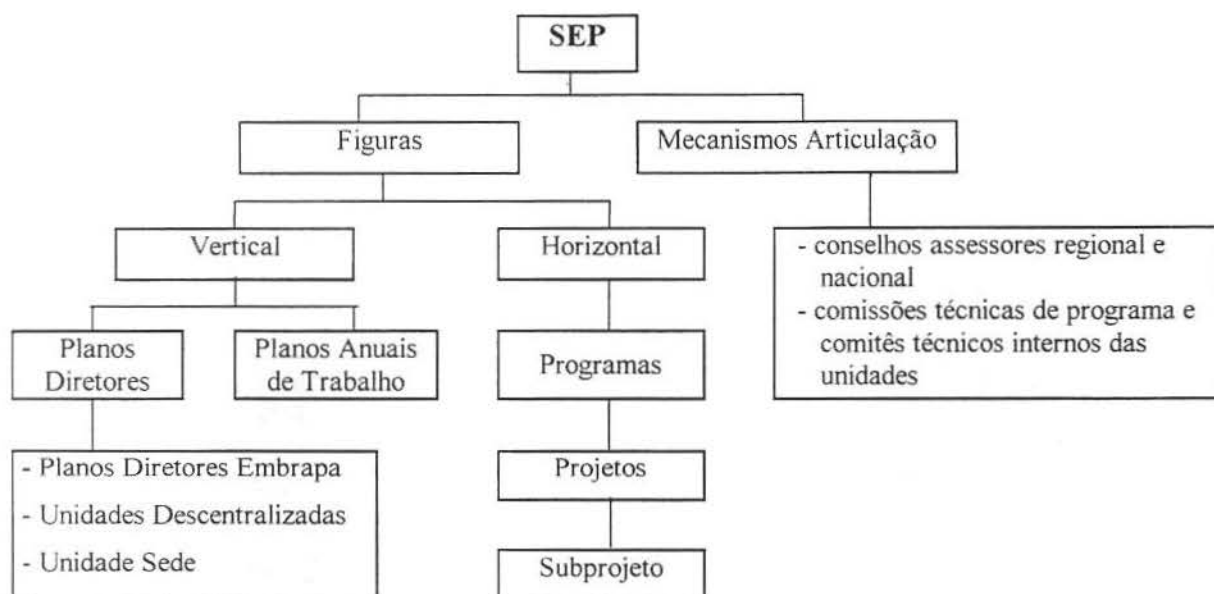 SEP
Figuras
Mecanismos Articulação
Vertical
Horizontal
- conselhos assessores regional e
nacional
- comissões técnicas de programa e
comitês técnicos internos das
unidades
Planos
Diretores
Planos Anuais
de Trabalho
Programas
- Planos Diretores Embrapa
- Unidades Descentralizadas
- Unidade Sede
Projetos
Subprojeto